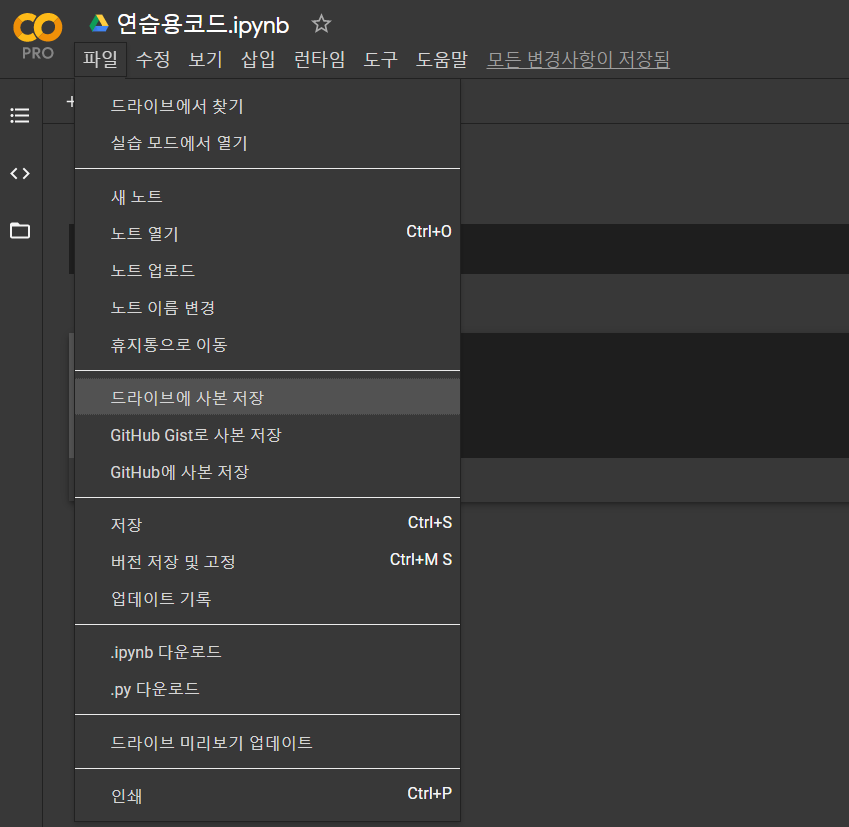 연습용코드.ipynb
PRO
파일 수정 보기 삽입 런타임 도구 도움말 모든 변경사항이 저장됨
+
드라이브에서 찾기
실습 모드에서 열기
새 노트
노트 열기 Ctrl+O
노트 업로드
노트 이름 변경
휴지통으로 이동
드라이브에 사본 저장
GitHub Gist로 사본 저장
GitHub에 사본 저장
저장 Ctrl+S
버전 저장 및 고정 Ctrl+M S
업데이트 기록
.ipynb 다운로드
.py 다운로드
드라이브 미리보기 업데이트
인쇄 Ctrl+P